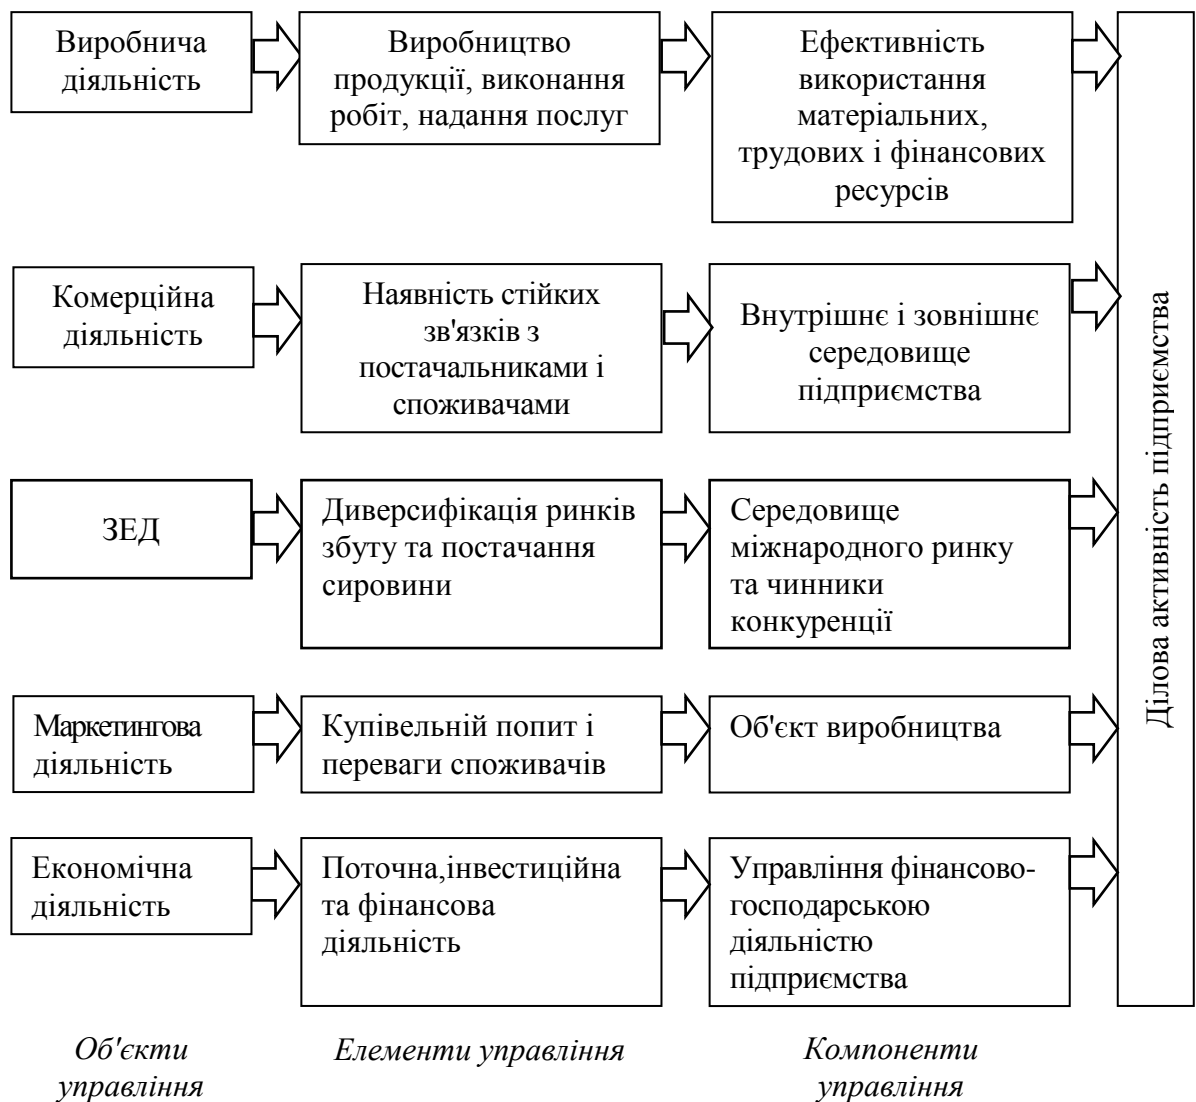 Виробнича
діяльність
Виробництво
продукції, виконання
робіт, надання послуг
Ефективність
використання
матеріальних,
трудових і фінансових
ресурсів
Комерційна
діяльність
Наявність стійких
зв'язків з
постачальниками і
споживачами
Внутрішнє і зовнішнє
середовище
підприємства
ЗЕД
Диверсифікація ринків
збуту та постачання
сировини
Середовище
міжнародного ринку
та чинники
конкуренції
Маркетингова
діяльність
Купівельній попит і
переваги споживачів
Об'єкт виробництва
Економічна
діяльність
Поточна,інвестиційна
та фінансова
діяльність
Управління фінансово-
господарською
діяльністю
підприємства
Ділова активність підприємства
Об'єкти
управління
Елементи управління
Компоненти
управління